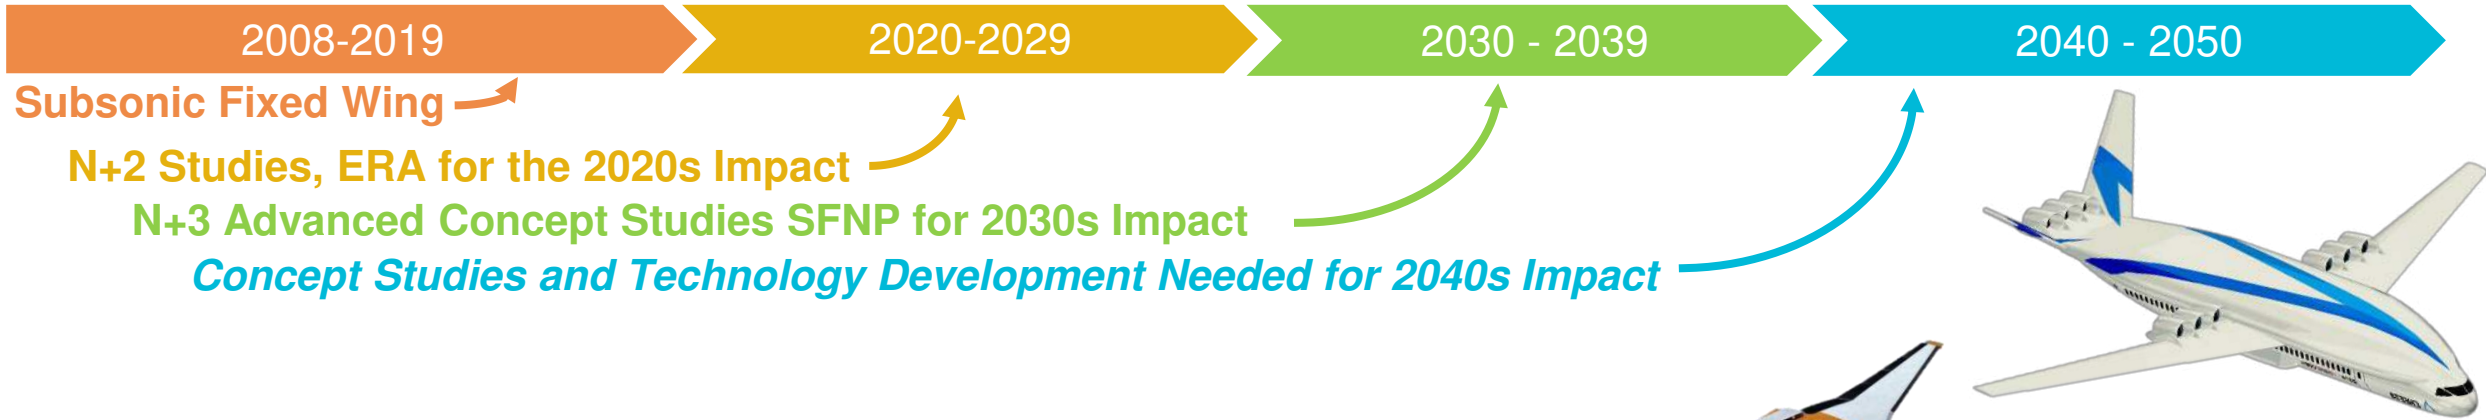 2008-2019
2020-2029
2030 - 2039
2040 - 2050
Subsonic Fixed Wing
N+2 Studies, ERA for the 2020s Impact
N+3 Advanced Concept Studies SFNP for 2030s Impact
Concept Studies and Technology Development Needed for 2040s Impact